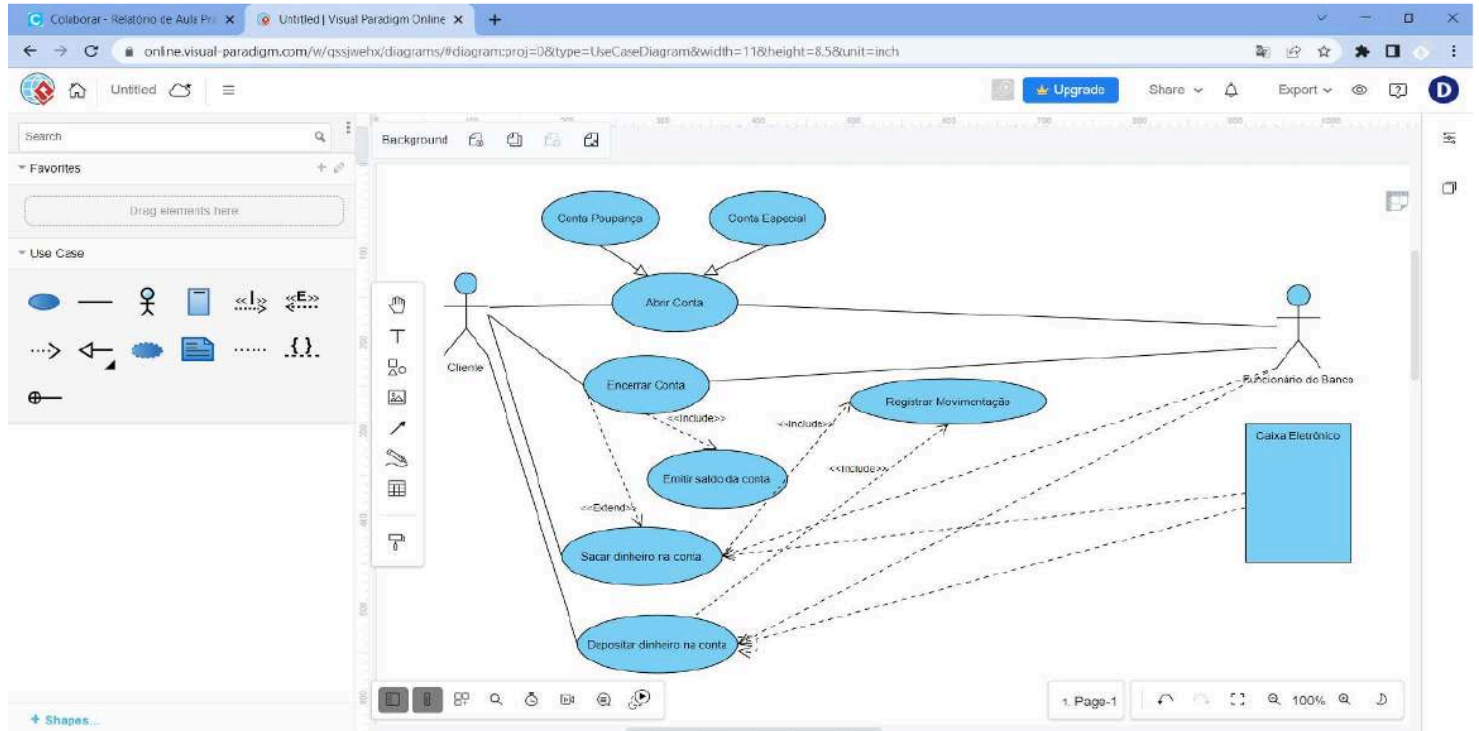 Colaborar - Relatório de Aula Pr
Untitled | Visual Paradigm Online
online.visual-paradigm.com/w/qssjwehx/diagrams/#diagram:proj=0&type=UseCaseDiagram&width=11&height=8.5&unit=inch
Untitled
Upgrade
Share
Export
D
Search
Background
Favorites
Drag elements here
Use Case
<<I>>
<<E>>
{ }
Conta Poupança
Conta Especial
Abrir Conta
Cliente
Encerrar Conta
Registrar Movimentação
Funcionário do Banco
<<Include>>
<<Include>>
Caixa Eletrônico
<<Include>>
Emitir saldo da conta
<<Extend>>
Sacar dinheiro na conta
Depositar dinheiro na conta
1. Page-1
100%
+ Shapes...